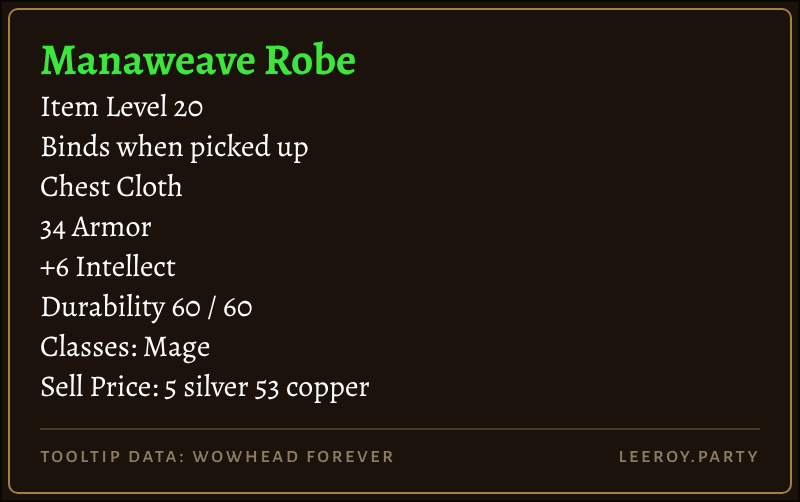 Manaweave Robe
Item Level 20
Binds when picked up
Chest Cloth
34 Armor
+6 Intellect
Durability 60 / 60
Classes: Mage
Sell Price: 5 silver 53 copper
TOOLTIP DATA: WOWHEAD FOREVER
LEEROY.PARTY